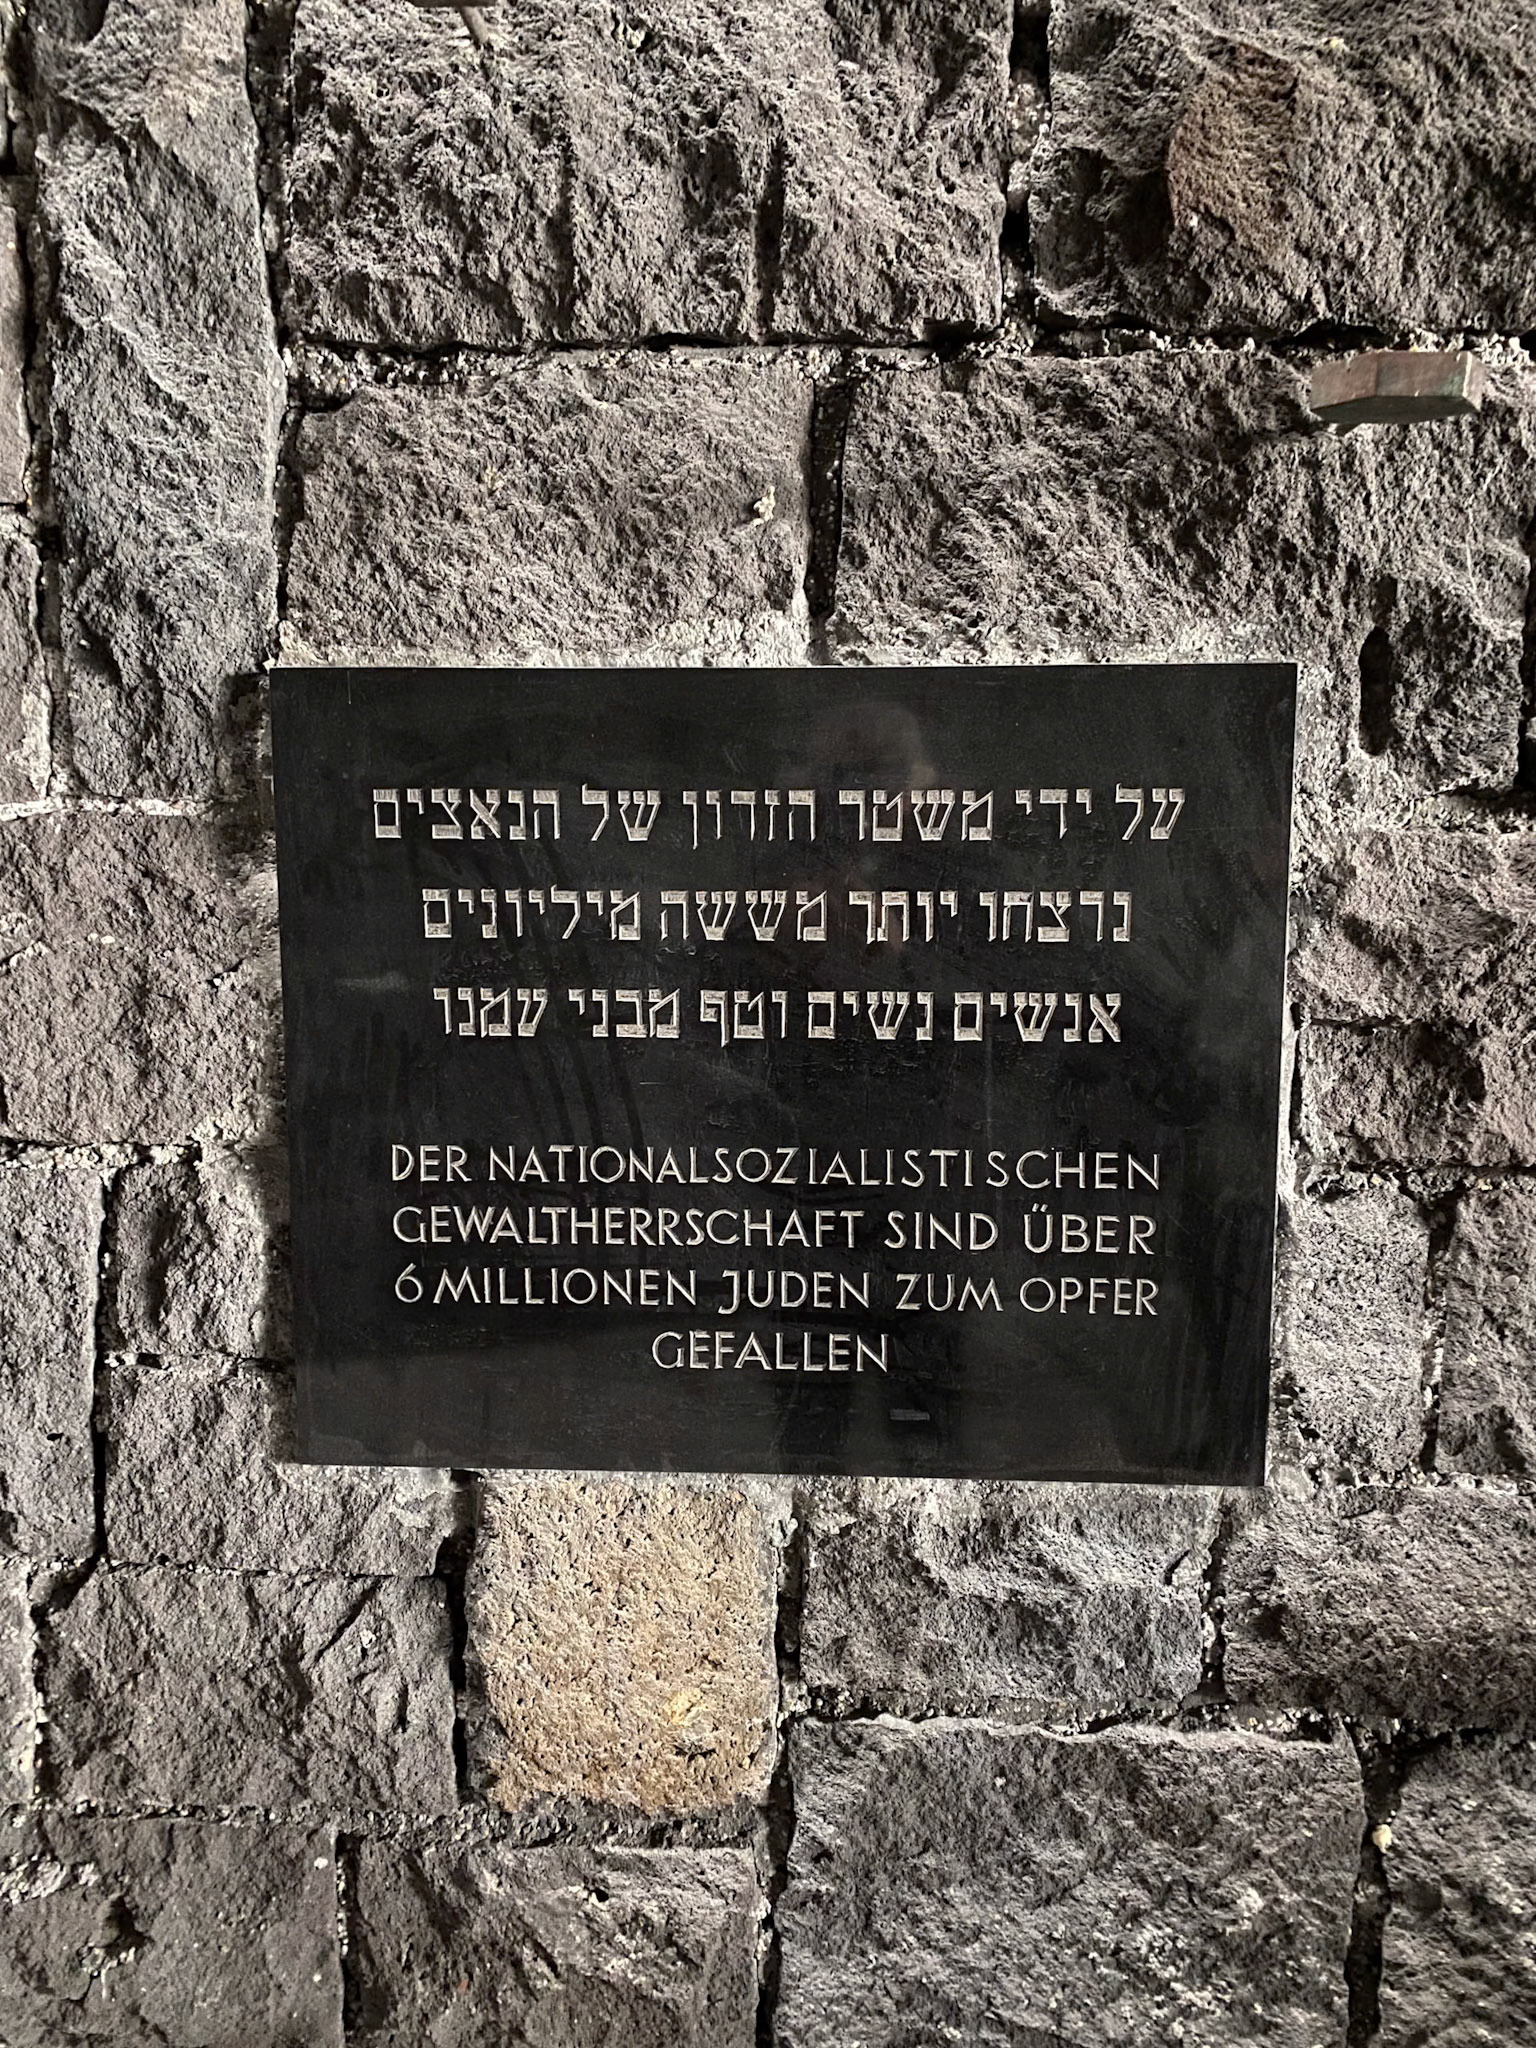 על ידי משטר הזדון של הנאצים
נרצחו יותר מששה מיליונים
אנשים נשים וטף מבני עמנו
DER NATIONALSOZIALISTISCHEN
GEWALTHERRSCHAFT SIND ÜBER
6 MILLIONEN JUDEN ZUM OPFER
GEFALLEN